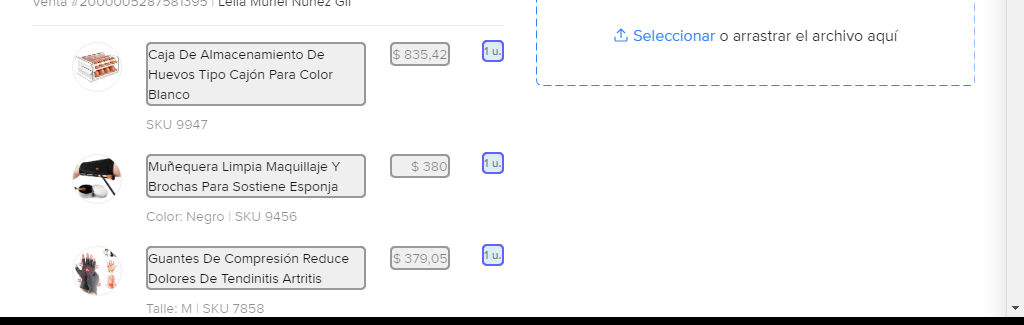 Venta #2000005287581395 | Leila Muriel Nuñez Gil
Seleccionar o arrastrar el archivo aquí
Caja De Almacenamiento De
Huevos Tipo Cajón Para Color
Blanco
$ 835,42
1 u.
SKU 9947
Muñequera Limpia Maquillaje Y
Brochas Para Sostiene Esponja
$ 380
1 u.
Color: Negro | SKU 9456
Guantes De Compresión Reduce
Dolores De Tendinitis Artritis
$ 379,05
1 u.
Talle: M | SKU 7858